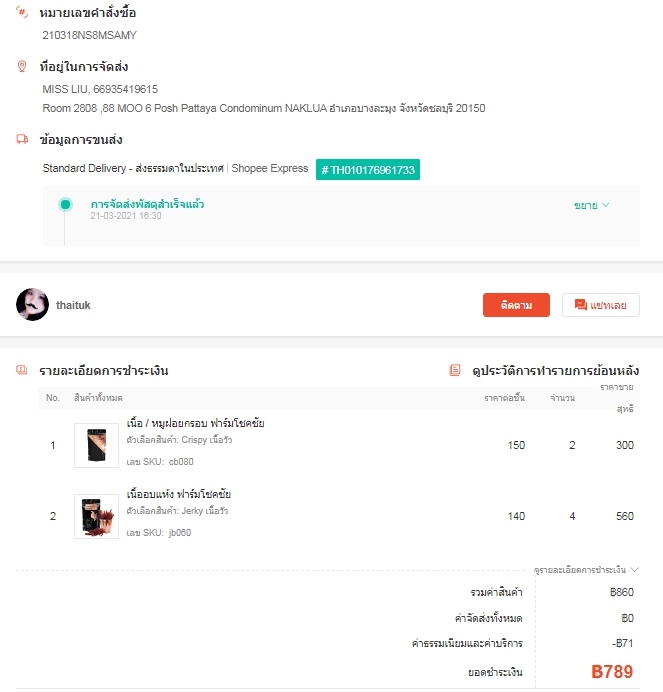 หมายเลขคำสั่งซื้อ
210318NS8MSAMY
ที่อยู่ในการจัดส่ง
MISS LIU, 66935419615
Room 2808 ,88 MOO 6 Posh Pattaya Condominum NAKLUA อำเภอบางละมุง จังหวัดชลบุรี 20150
ข้อมูลการขนส่ง
Standard Delivery - ส่งธรรมดาในประเทศ | Shopee Express # TH010176961733
การจัดส่งพัสดุสำเร็จแล้ว ขยาย
21-03-2021 16:30
thaituk ติดตาม แชทเลย
รายละเอียดการชำระเงิน ดูประวัติการทำรายการย้อนหลัง
No. สินค้าทั้งหมด ราคาต่อชิ้น จำนวน ราคาขายสุทธิ
เนื้อ / หมูฝอยกรอบ ฟาร์มโชคชัย
ตัวเลือกสินค้า: Crispy เนื้อวัว
1 150 2 300
เลข SKU: cb080
เนื้ออบแห้ง ฟาร์มโชคชัย
ตัวเลือกสินค้า: Jerky เนื้อวัว
2 140 4 560
เลข SKU: jb060
ดูรายละเอียดการชำระเงิน
รวมค่าสินค้า ฿860
ค่าจัดส่งทั้งหมด ฿0
ค่าธรรมเนียมและค่าบริการ -฿71
ยอดชำระเงิน ฿789